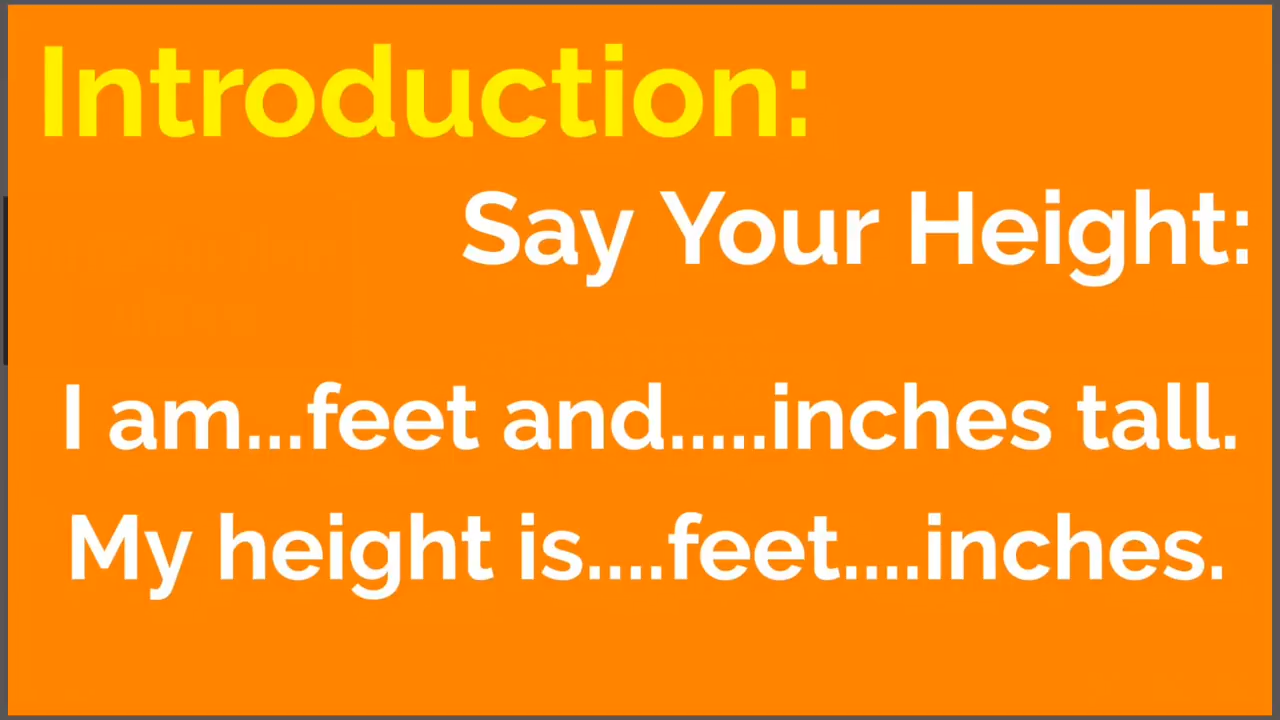 Introduction:
Say Your Height:
I am...feet and.....inches tall.
My height is....feet....inches.